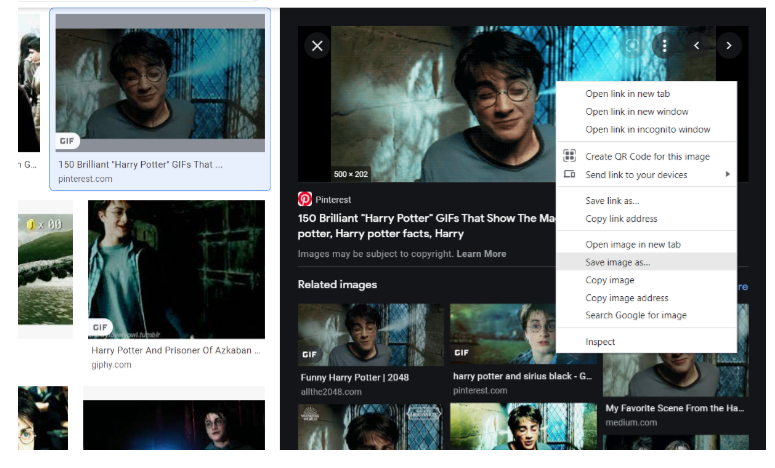 GIF
n G...
150 Brilliant "Harry Potter" GIFs That ...
pinterest.com
x 00
GIF
Harry Potter And Prisoner Of Azkaban ...
giphy.com
500 × 202
Pinterest
150 Brilliant "Harry Potter" GIFs That Show The Ma
potter, Harry potter facts, Harry
Images may be subject to copyright. Learn More
Related images
re
GIF
Funny Harry Potter | 2048
allthe2048.com
GIF
harry potter and sirius black - G...
pinterest.com
My Favorite Scene From the Ha...
medium.com
Open link in new tab
Open link in new window
Open link in incognito window
Create QR Code for this image
Send link to your devices
Save link as...
Copy link address
Open image in new tab
Save image as...
Copy image
Copy image address
Search Google for image
Inspect